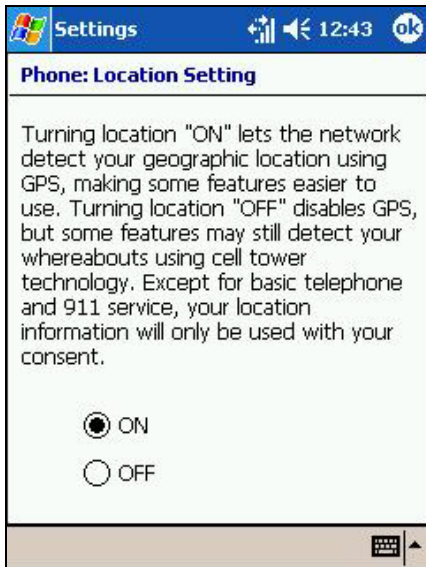 Settings 12:43 ok
Phone: Location Setting
Turning location "ON" lets the network
detect your geographic location using
GPS, making some features easier to
use. Turning location "OFF" disables GPS,
but some features may still detect your
whereabouts using cell tower
technology. Except for basic telephone
and 911 service, your location
information will only be used with your
consent.
ON
OFF